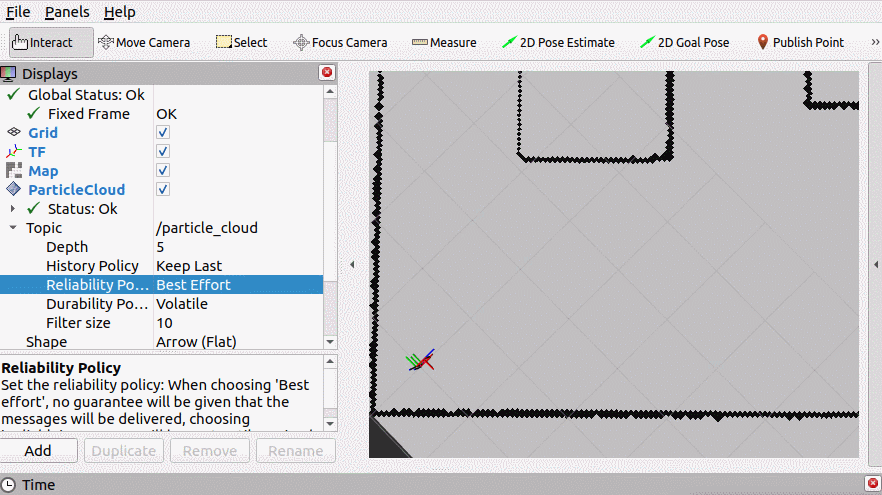 File Panels Help
Interact Move Camera Select Focus Camera Measure 2D Pose Estimate 2D Goal Pose Publish Point »
Displays
Global Status: Ok
Fixed Frame OK
Grid
TF
Map
ParticleCloud
Status: Ok
Topic /particle_cloud
Depth 5
History Policy Keep Last
Reliability Po... Best Effort
Durability Po... Volatile
Filter size 10
Shape Arrow (Flat)
Reliability Policy
Set the reliability policy: When choosing 'Best
effort', no guarantee will be given that the
messages will be delivered, choosing
Add Duplicate Remove Rename
Time